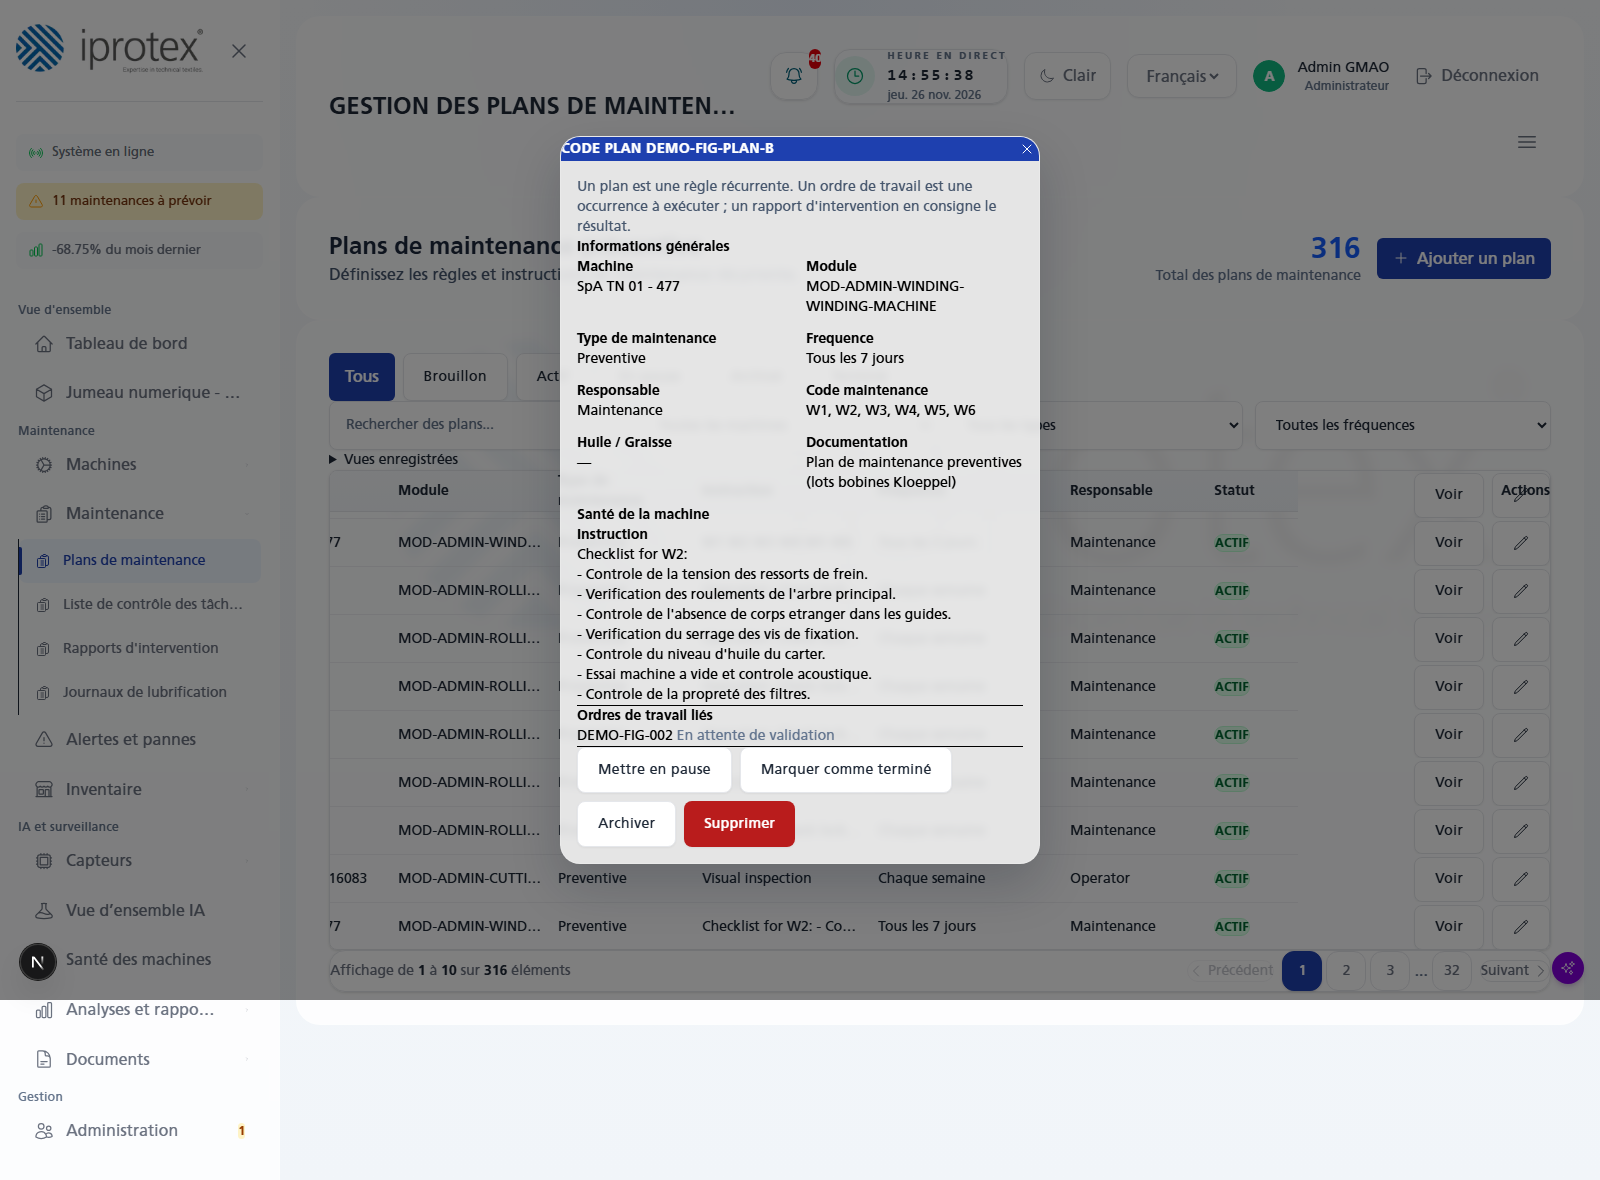 iprotex®
Expertise in technical textiles
Système en ligne
11 maintenances à prévoir
-68.75% du mois dernier
Vue d'ensemble
Tableau de bord
Jumeau numerique - ...
Maintenance
Machines
Maintenance
Plans de maintenance
Liste de contrôle des tâch...
Rapports d'intervention
Journaux de lubrification
Alertes et pannes
Inventaire
IA et surveillance
Capteurs
Vue d'ensemble IA
N
Santé des machines
Analyses et rappo...
Documents
Gestion
Administration
1
GESTION DES PLANS DE MAINTEN...
40
HEURE EN DIRECT
14:55:38
jeu. 26 nov. 2026
Clair
Français
A
Admin GMAO
Administrateur
Déconnexion
Plans de maintenance
Définissez les règles et instructi
316
Total des plans de maintenance
+ Ajouter un plan
Tous
Brouillon
Act
Rechercher des plans...
Toutes les fréquences
Vues enregistrées
Module
Responsable
Statut
Voir
Actions
77
MOD-ADMIN-WIND...
Maintenance
ACTIF
Voir
MOD-ADMIN-ROLLI...
Maintenance
ACTIF
Voir
MOD-ADMIN-ROLLI...
Maintenance
ACTIF
Voir
MOD-ADMIN-ROLLI...
Maintenance
ACTIF
Voir
MOD-ADMIN-ROLLI...
Maintenance
ACTIF
Voir
MOD-ADMIN-ROLLI...
Maintenance
ACTIF
Voir
MOD-ADMIN-ROLLI...
Maintenance
ACTIF
Voir
16083
MOD-ADMIN-CUTTI...
Preventive
Visual inspection
Chaque semaine
Operator
ACTIF
Voir
77
MOD-ADMIN-WIND...
Preventive
Checklist for W2: - Co...
Tous les 7 jours
Maintenance
ACTIF
Voir
Affichage de 1 à 10 sur 316 éléments
Précédent
1
2
3
...
32
Suivant
CODE PLAN DEMO-FIG-PLAN-B
Un plan est une règle récurrente. Un ordre de travail est une
occurrence à exécuter ; un rapport d'intervention en consigne le
résultat.
Informations générales
Machine
SpA TN 01 - 477
Module
MOD-ADMIN-WINDING-
WINDING-MACHINE
Type de maintenance
Preventive
Frequence
Tous les 7 jours
Responsable
Maintenance
Code maintenance
W1, W2, W3, W4, W5, W6
Huile / Graisse
—
Documentation
Plan de maintenance preventives
(lots bobines Kloeppel)
Santé de la machine
Instruction
Checklist for W2:
- Controle de la tension des ressorts de frein.
- Verification des roulements de l'arbre principal.
- Controle de l'absence de corps etranger dans les guides.
- Verification du serrage des vis de fixation.
- Controle du niveau d'huile du carter.
- Essai machine a vide et controle acoustique.
- Controle de la propreté des filtres.
Ordres de travail liés
DEMO-FIG-002 En attente de validation
Mettre en pause
Marquer comme terminé
Archiver
Supprimer